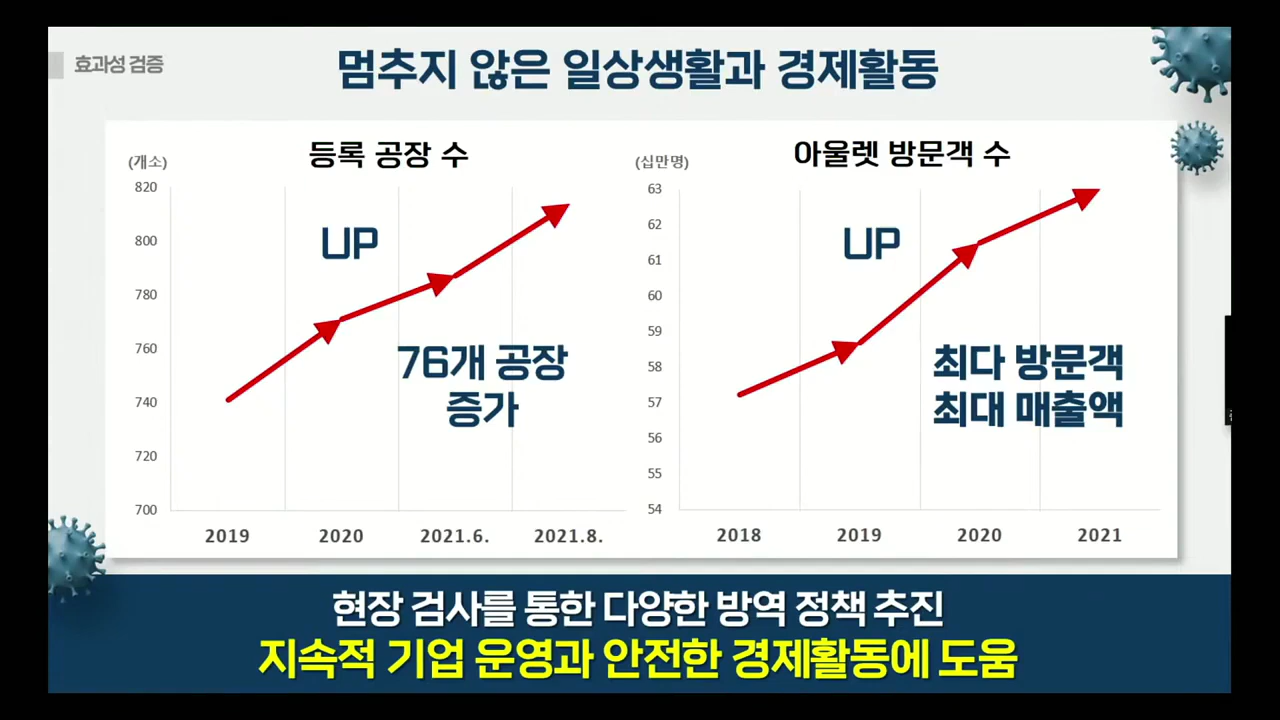 효과성 검증
멈추지 않은 일상생활과 경제활동
(개소)
등록 공장 수
820
800
780
760
740
720
700
UP
76개 공장
증가
2019 2020 2021.6. 2021.8.
(십만명)
아울렛 방문객 수
63
62
61
60
59
58
57
56
55
54
UP
최다 방문객
최대 매출액
2018 2019 2020 2021
현장 검사를 통한 다양한 방역 정책 추진
지속적 기업 운영과 안전한 경제활동에 도움